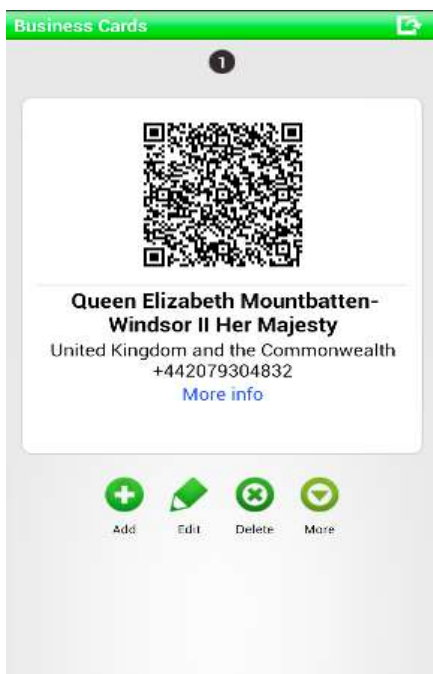 Business Cards
1
Queen Elizabeth Mountbatten-
Windsor II Her Majesty
United Kingdom and the Commonwealth
+442079304832
More info
Add Edit Delete More